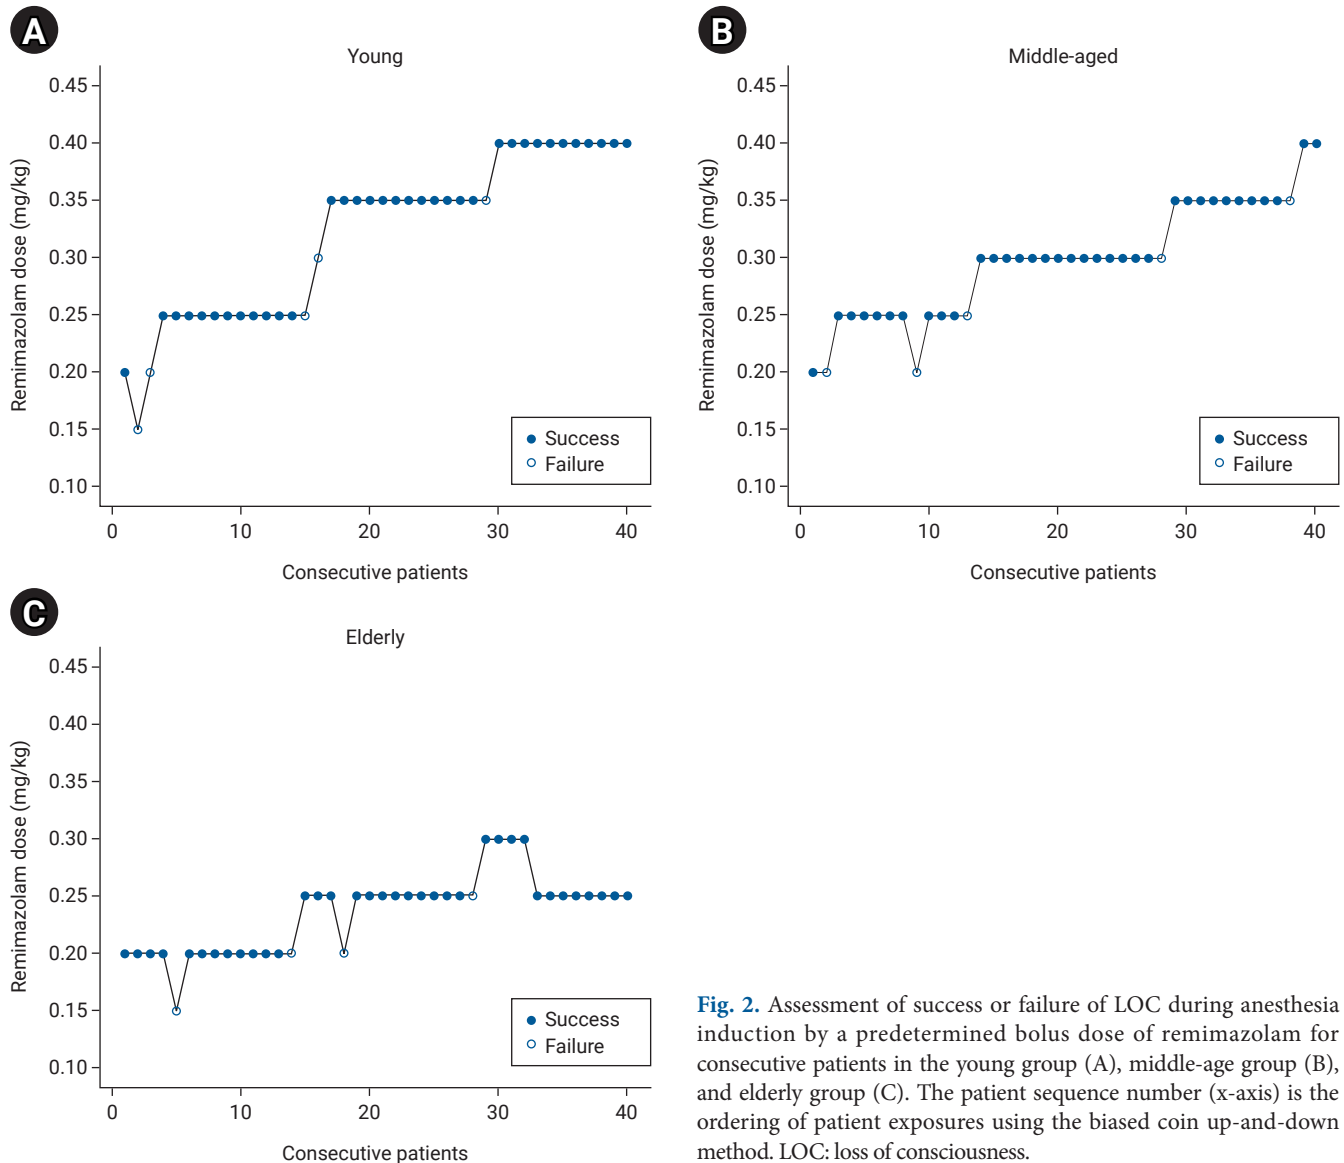 A
Young
0.45
0.40
0.35
0.30
0.25
0.20
0.15
0.10
Remimazolam dose (mg/kg)
Success
Failure
0 10 20 30 40
Consecutive patients
B
Middle-aged
0.45
0.40
0.35
0.30
0.25
0.20
0.15
0.10
Remimazolam dose (mg/kg)
Success
Failure
0 10 20 30 40
Consecutive patients
C
Elderly
0.45
0.40
0.35
0.30
0.25
0.20
0.15
0.10
Remimazolam dose (mg/kg)
Success
Failure
0 10 20 30 40
Consecutive patients
Fig. 2. Assessment of success or failure of LOC during anesthesia
induction by a predetermined bolus dose of remimazolam for
consecutive patients in the young group (A), middle-age group (B),
and elderly group (C). The patient sequence number (x-axis) is the
ordering of patient exposures using the biased coin up-and-down
method. LOC: loss of consciousness.